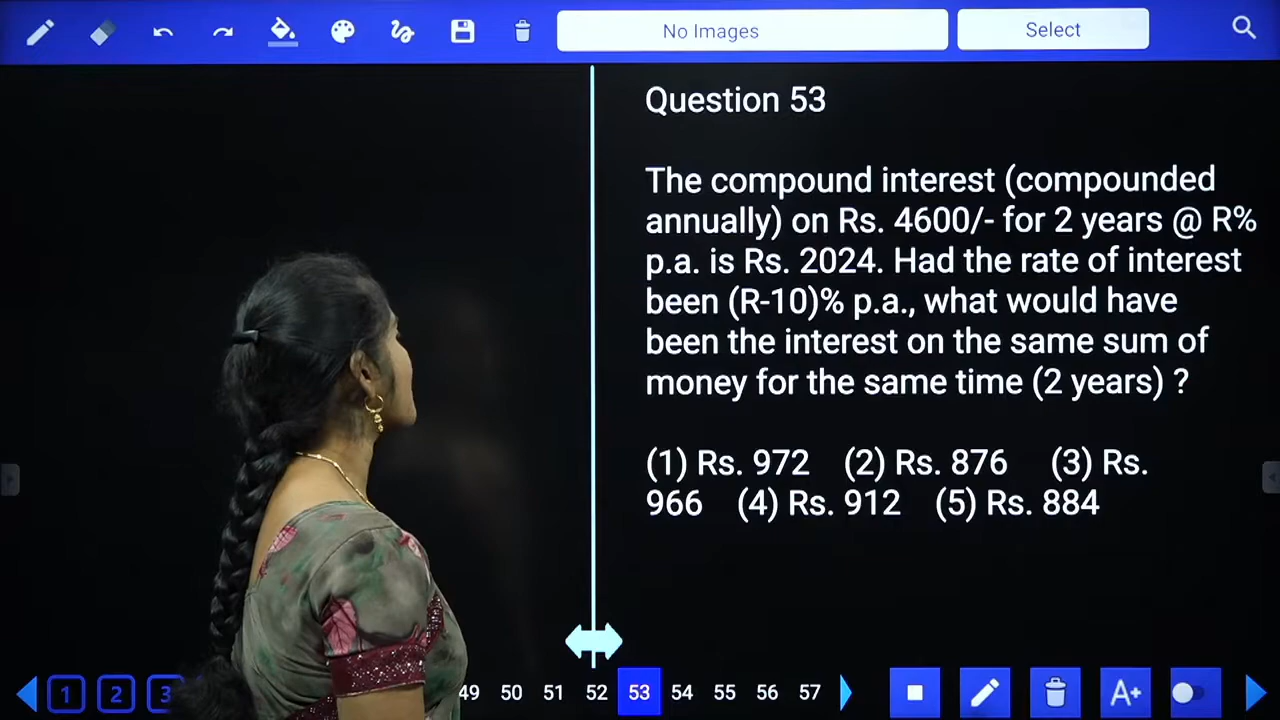 No Images
Select
Question 53
The compound interest (compounded
annually) on Rs. 4600/- for 2 years @ R%
p.a. is Rs. 2024. Had the rate of interest
been (R-10)% p.a., what would have
been the interest on the same sum of
money for the same time (2 years) ?
(1) Rs. 972 (2) Rs. 876 (3) Rs.
966 (4) Rs. 912 (5) Rs. 884
1 2 3 49 50 51 52 53 54 55 56 57 A+